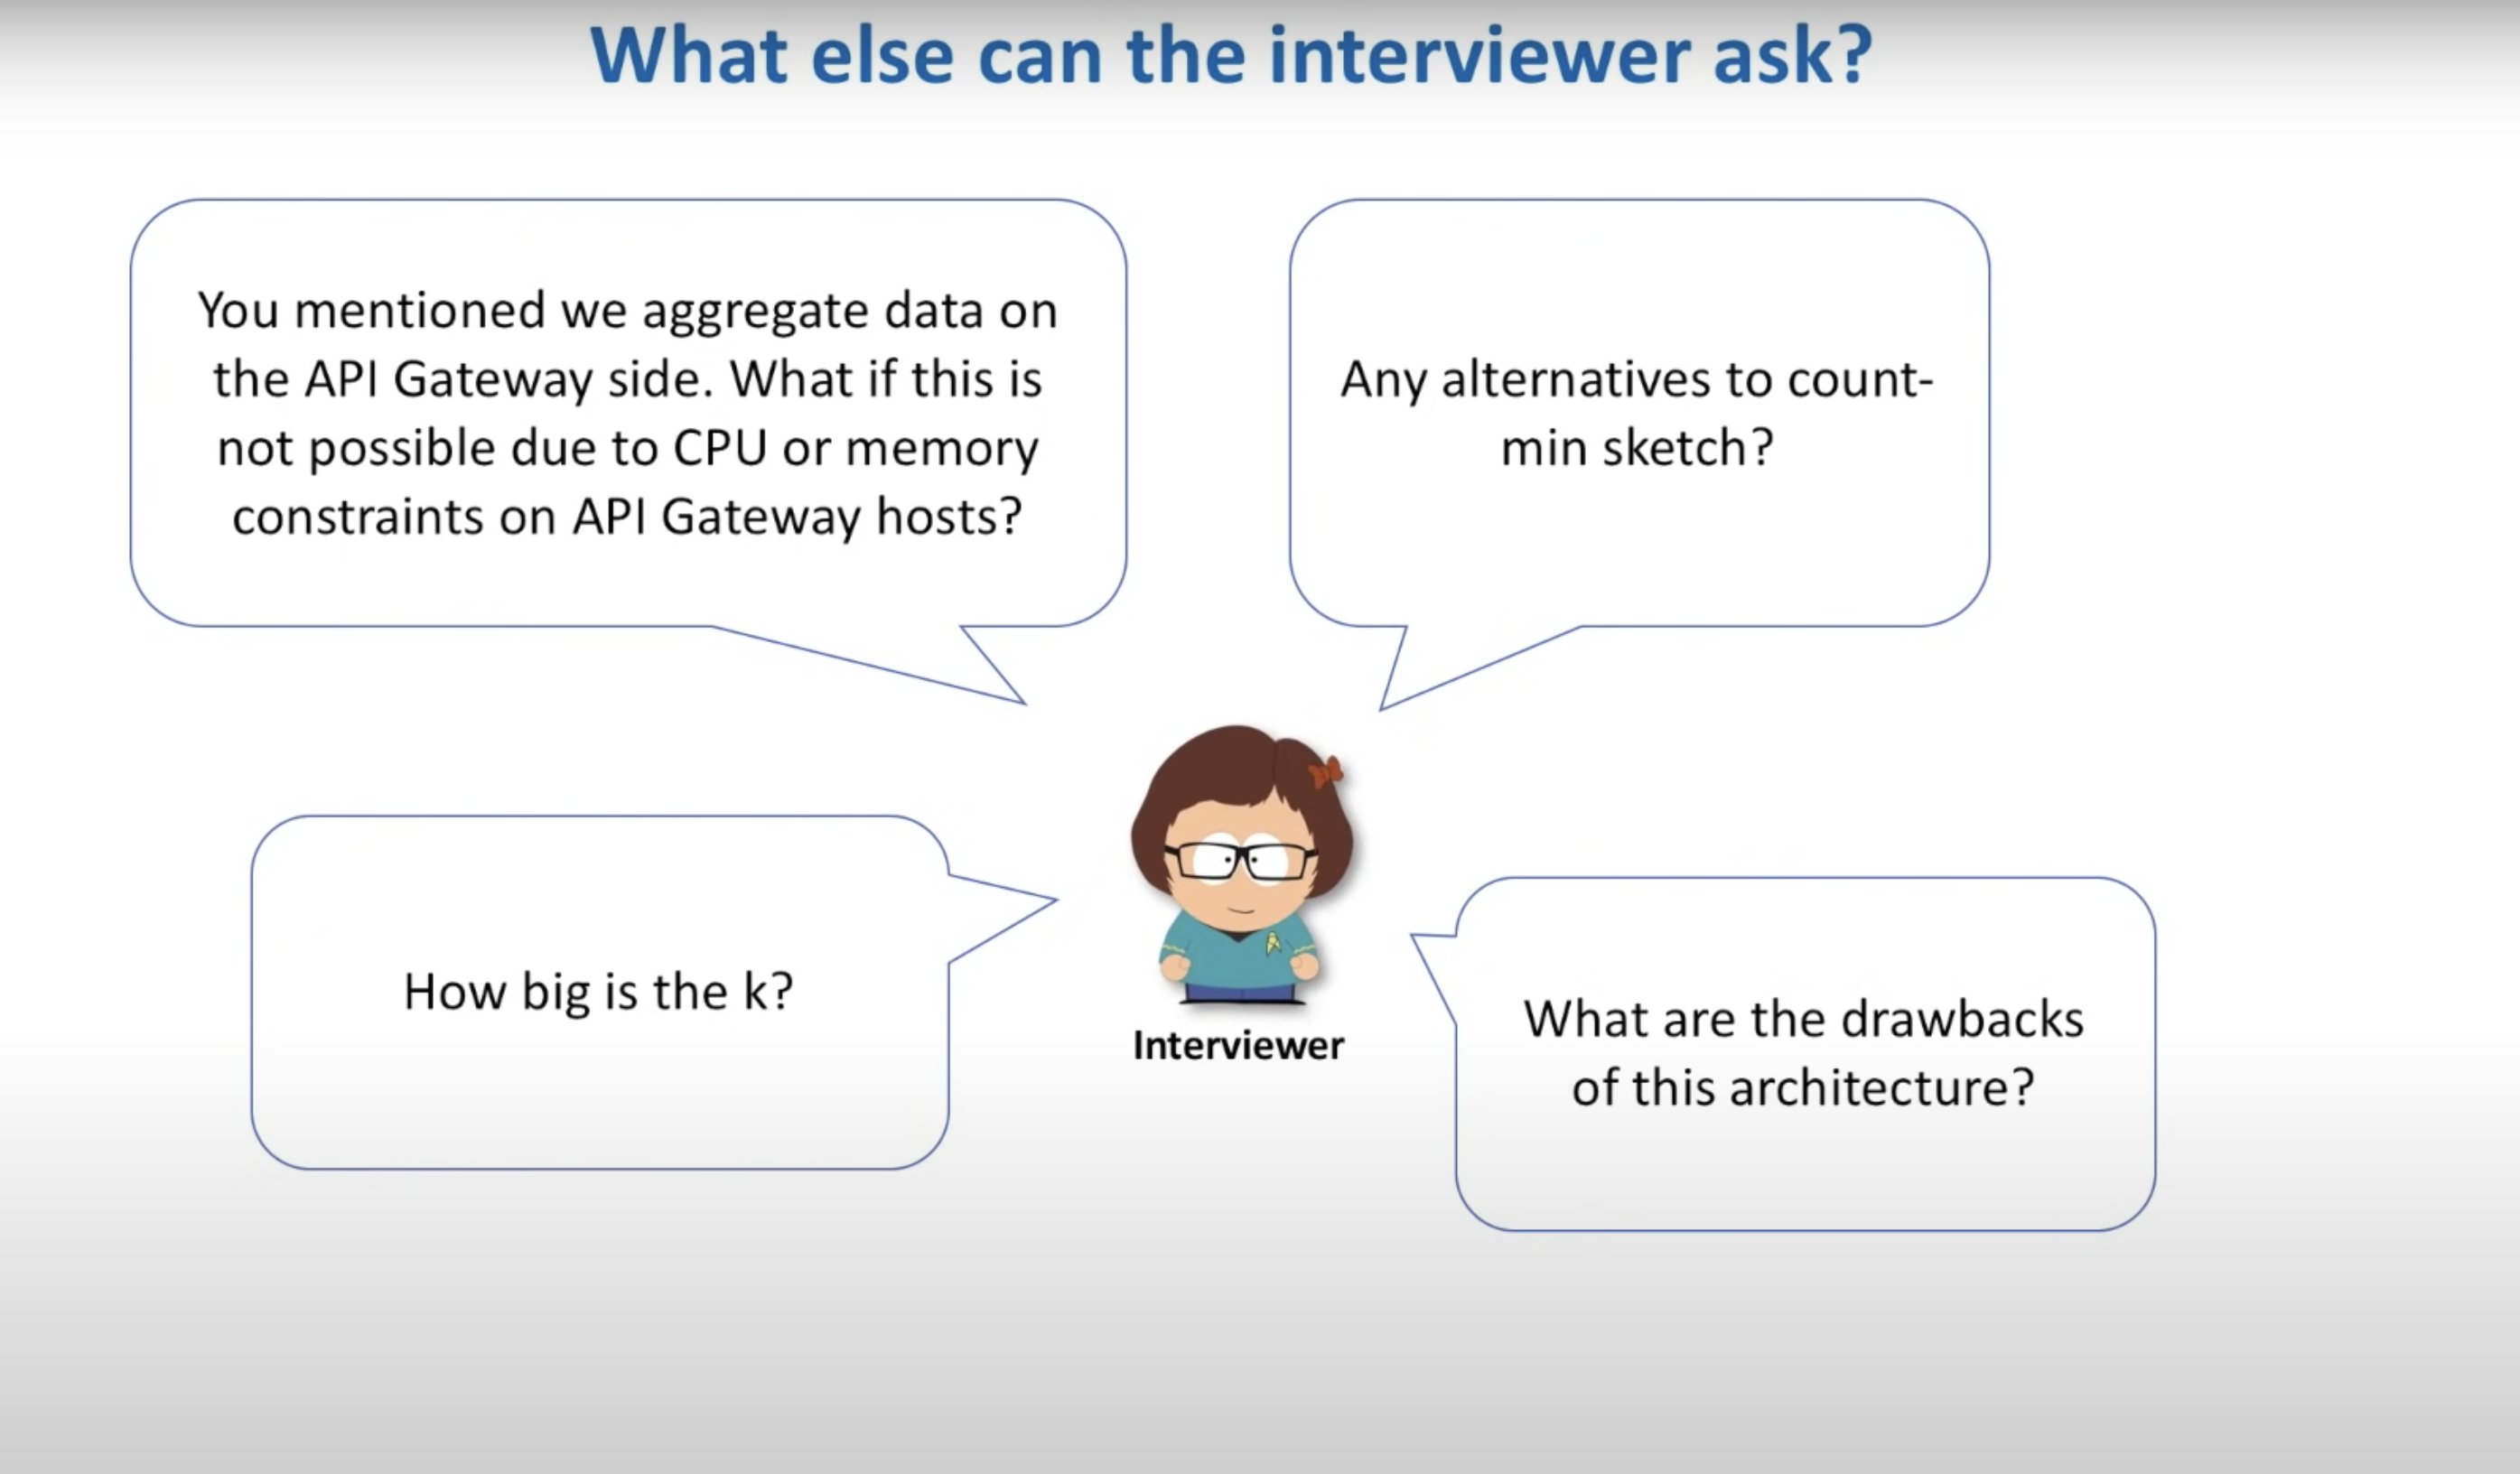 What else can the interviewer ask?
You mentioned we aggregate data on
the API Gateway side. What if this is
not possible due to CPU or memory
constraints on API Gateway hosts?
Any alternatives to count-
min sketch?
How big is the k?
Interviewer
What are the drawbacks
of this architecture?